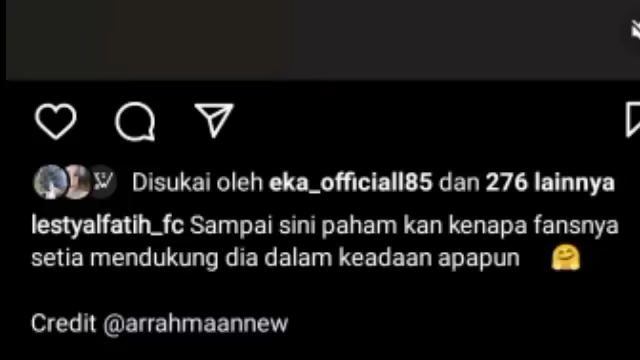 Disukai oleh eka_officiall85 dan 276 lainnya
lestyalfatih_fc Sampai sini paham kan kenapa fansnya
setia mendukung dia dalam keadaan apapun 🤗
Credit @arrahmaannew